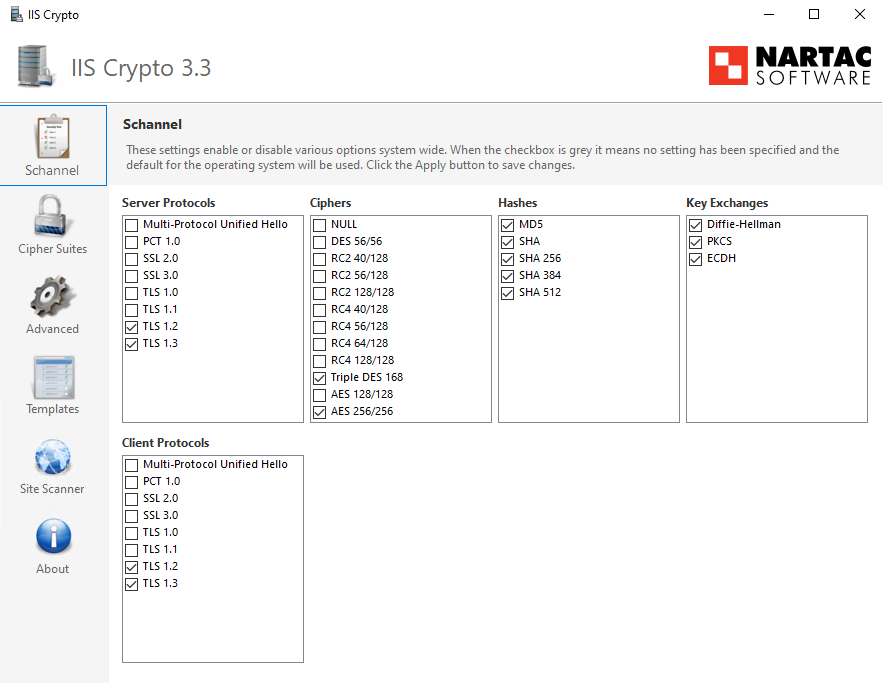 IIS Crypto
IIS Crypto 3.3
NARTAC
SOFTWARE
Schannel
Cipher Suites
Advanced
Templates
Site Scanner
About
Schannel
These settings enable or disable various options system wide. When the checkbox is grey it means no setting has been specified and the
default for the operating system will be used. Click the Apply button to save changes.
Server Protocols
Multi-Protocol Unified Hello
PCT 1.0
SSL 2.0
SSL 3.0
TLS 1.0
TLS 1.1
TLS 1.2
TLS 1.3
Ciphers
NULL
DES 56/56
RC2 40/128
RC2 56/128
RC2 128/128
RC4 40/128
RC4 56/128
RC4 64/128
RC4 128/128
Triple DES 168
AES 128/128
AES 256/256
Hashes
MD5
SHA
SHA 256
SHA 384
SHA 512
Key Exchanges
Diffie-Hellman
PKCS
ECDH
Client Protocols
Multi-Protocol Unified Hello
PCT 1.0
SSL 2.0
SSL 3.0
TLS 1.0
TLS 1.1
TLS 1.2
TLS 1.3